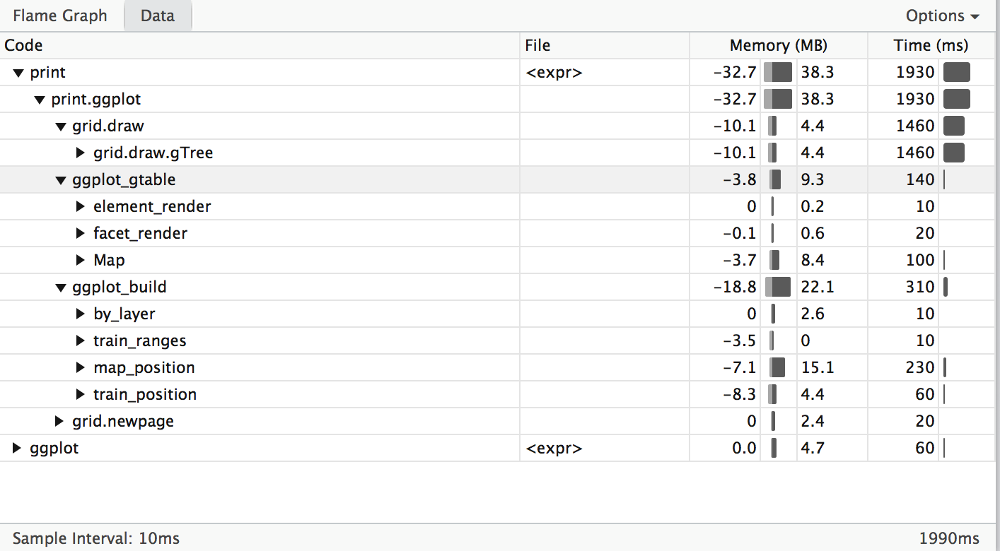 Flame Graph Data Options
Code File Memory (MB) Time (ms)
print <expr> -32.7 38.3 1930
print.ggplot -32.7 38.3 1930
grid.draw -10.1 4.4 1460
grid.draw.gTree -10.1 4.4 1460
ggplot_gtable -3.8 9.3 140
element_render 0 0.2 10
facet_render -0.1 0.6 20
Map -3.7 8.4 100
ggplot_build -18.8 22.1 310
by_layer 0 2.6 10
train_ranges -3.5 0 10
map_position -7.1 15.1 230
train_position -8.3 4.4 60
grid.newpage 0 2.4 20
ggplot <expr> 0.0 4.7 60
Sample Interval: 10ms 1990ms